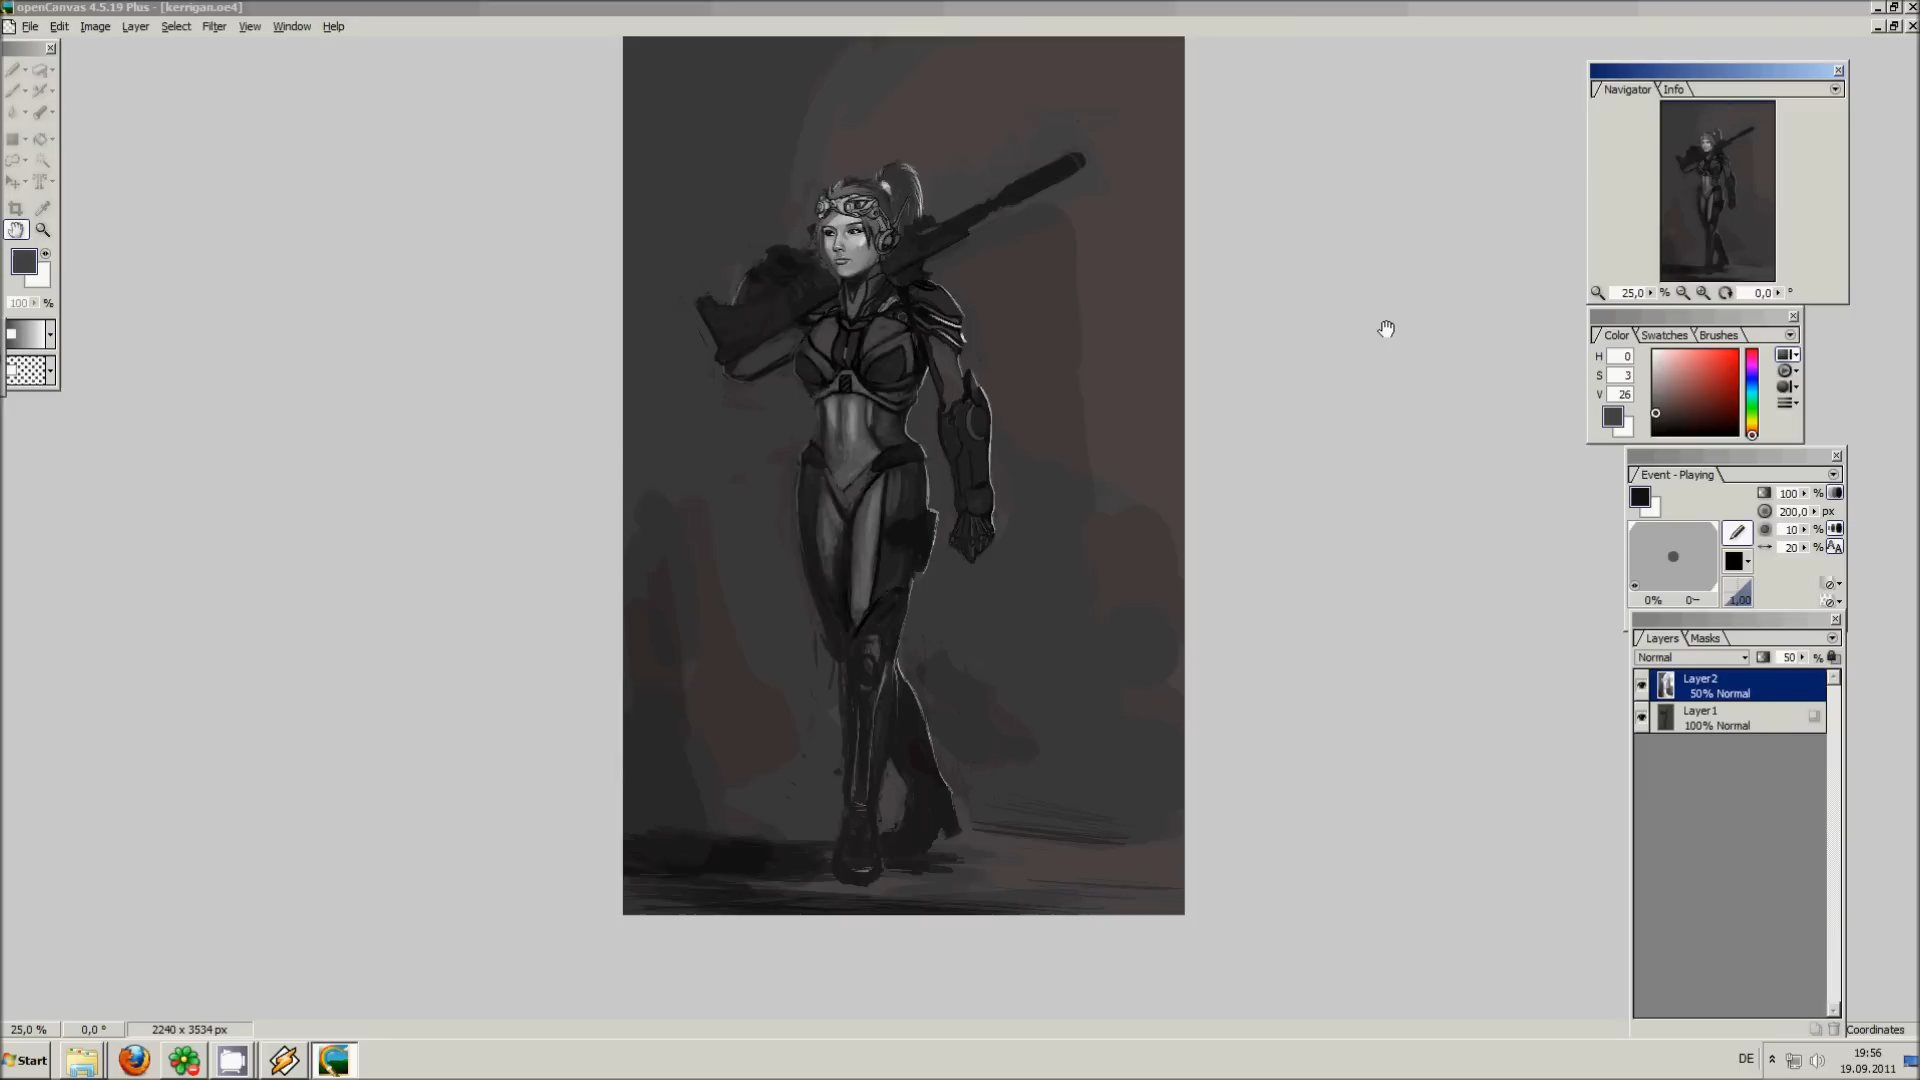 openCanvas 4.5.19 Plus - [kerrigan.oe4]
File Edit Image Layer Select Filter View Window Help
100 %
Navigator Info
25,0 % 0,0 °
Color Swatches Brushes
H 0
S 3
V 26
Event - Playing
100 %
200,0 px
10 %
20 %
0% 0~ 1,00
Layers Masks
Normal 50 %
Layer2
50% Normal
Layer1
100% Normal
25,0 % 0,0 ° 2240 x 3534 px Coordinates
Start DE 19:56
19.09.2011